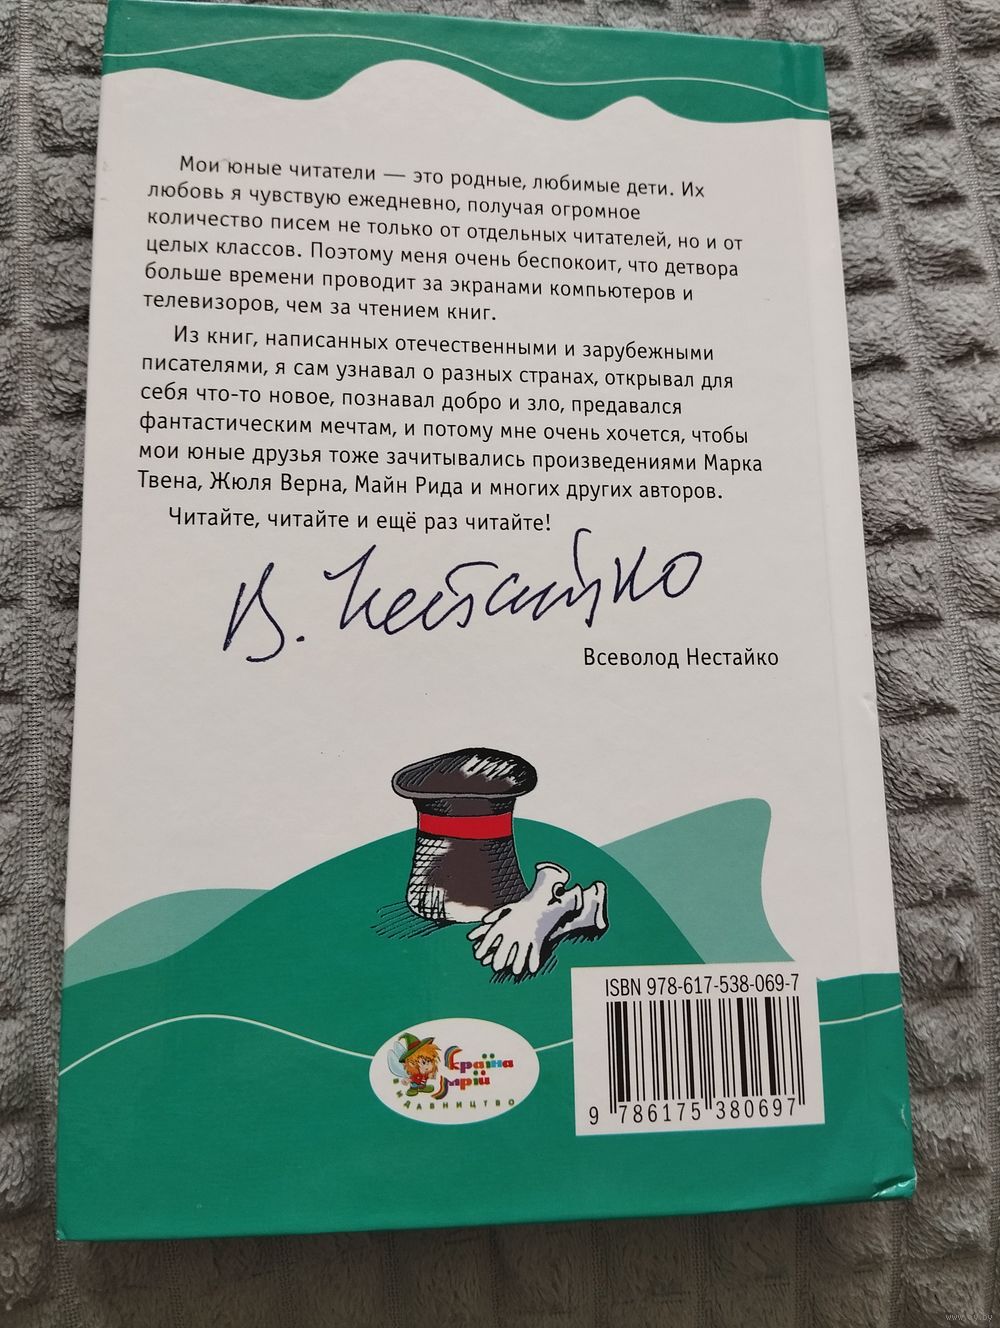 Мои юные читатели — это родные, любимые дети. Их
любовь я чувствую ежедневно, получая огромное
количество писем не только от отдельных читателей, но и от
целых классов. Поэтому меня очень беспокоит, что детвора
больше времени проводит за экранами компьютеров и
телевизоров, чем за чтением книг.
Из книг, написанных отечественными и зарубежными
писателями, я сам узнавал о разных странах, открывал для
себя что-то новое, познавал добро и зло, предавался
фантастическим мечтам, и потому мне очень хочется, чтобы
мои юные друзья тоже зачитывались произведениями Марка
Твена, Жюля Верна, Майн Рида и многих других авторов.
Читайте, читайте и ещё раз читайте!
В. Нестайко
Всеволод Нестайко
ISBN 978-617-538-069-7
9 786175 380697
Країна
мрій
видавництво